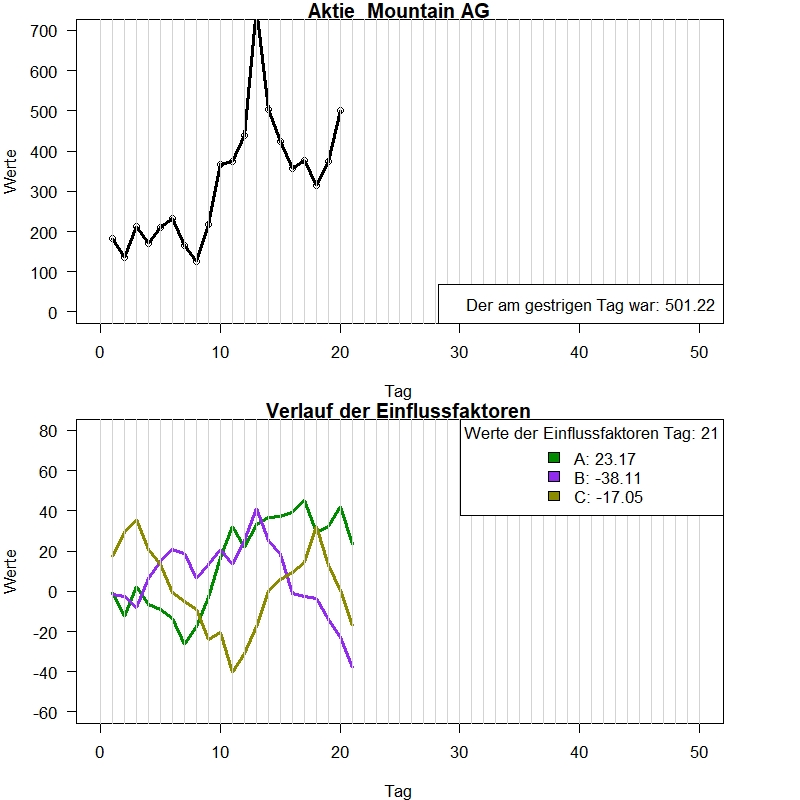 Aktie  Mountain AG
700
600
500
400
300
200
100
0
Werte
Der am gestrigen Tag war: 501.22
0 10 20 30 40 50
Tag
Verlauf der Einflussfaktoren
80
60
40
20
0
-20
-40
-60
Werte
Werte der Einflussfaktoren Tag: 21
A: 23.17
B: -38.11
C: -17.05
0 10 20 30 40 50
Tag